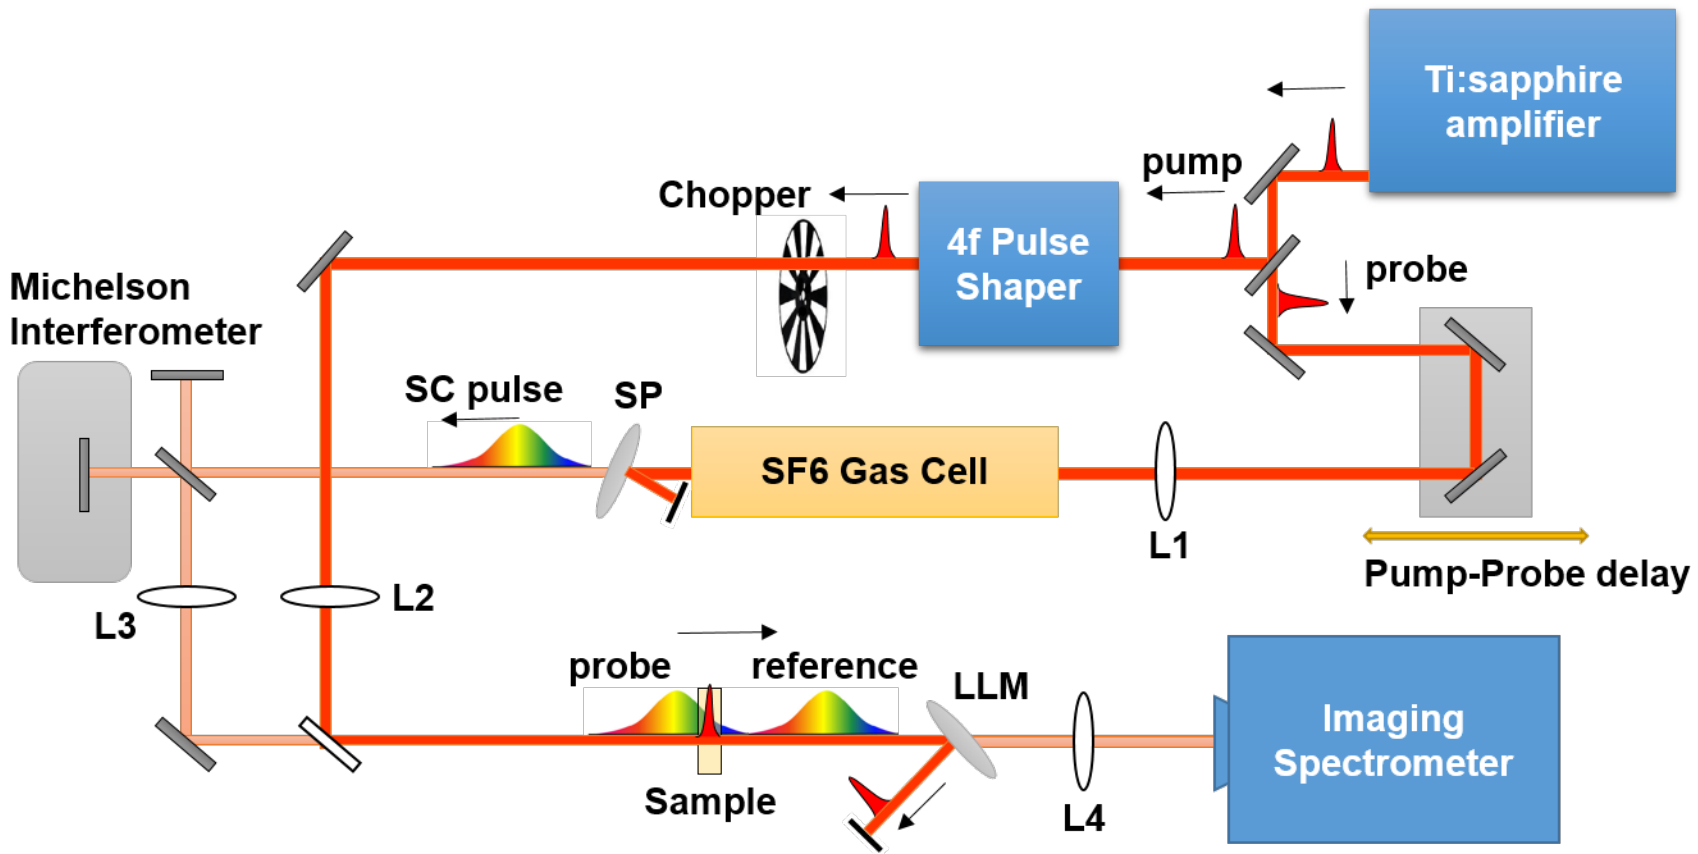 Ti:sapphire
amplifier
pump
Chopper
4f Pulse
Shaper
probe
Michelson
Interferometer
SC pulse
SP
SF6 Gas Cell
L1
Pump-Probe delay
L3
L2
probe
reference
LLM
Sample
L4
Imaging
Spectrometer